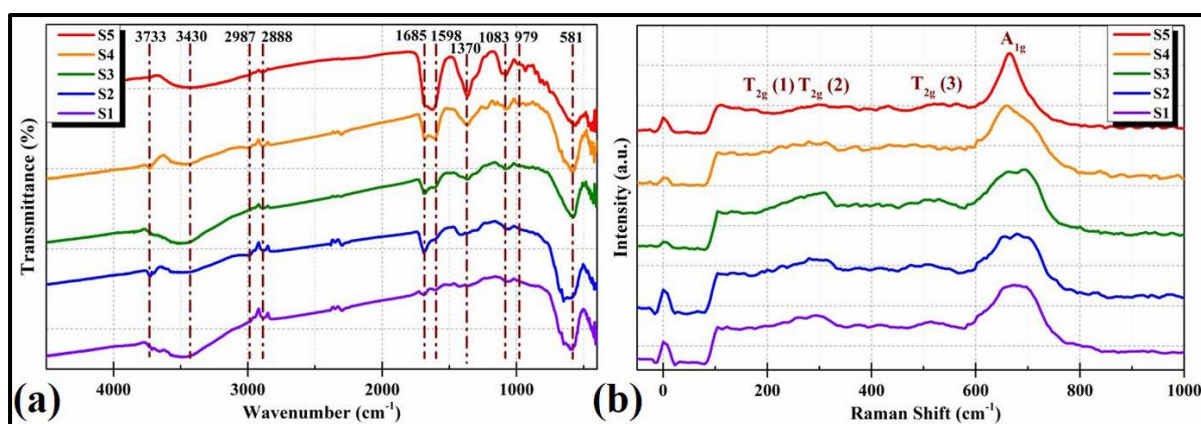 3733 3430 2987 2888 1685 1598 1083 979 581
1370
S5
S4
S3
S2
S1
Transmittance (%)
4000 3000 2000 1000
Wavenumber (cm⁻¹)
(a)
A₁g
T₂g (1) T₂g (2) T₂g (3)
S5
S4
S3
S2
S1
Intensity (a.u.)
0 200 400 600 800 1000
Raman Shift (cm⁻¹)
(b)